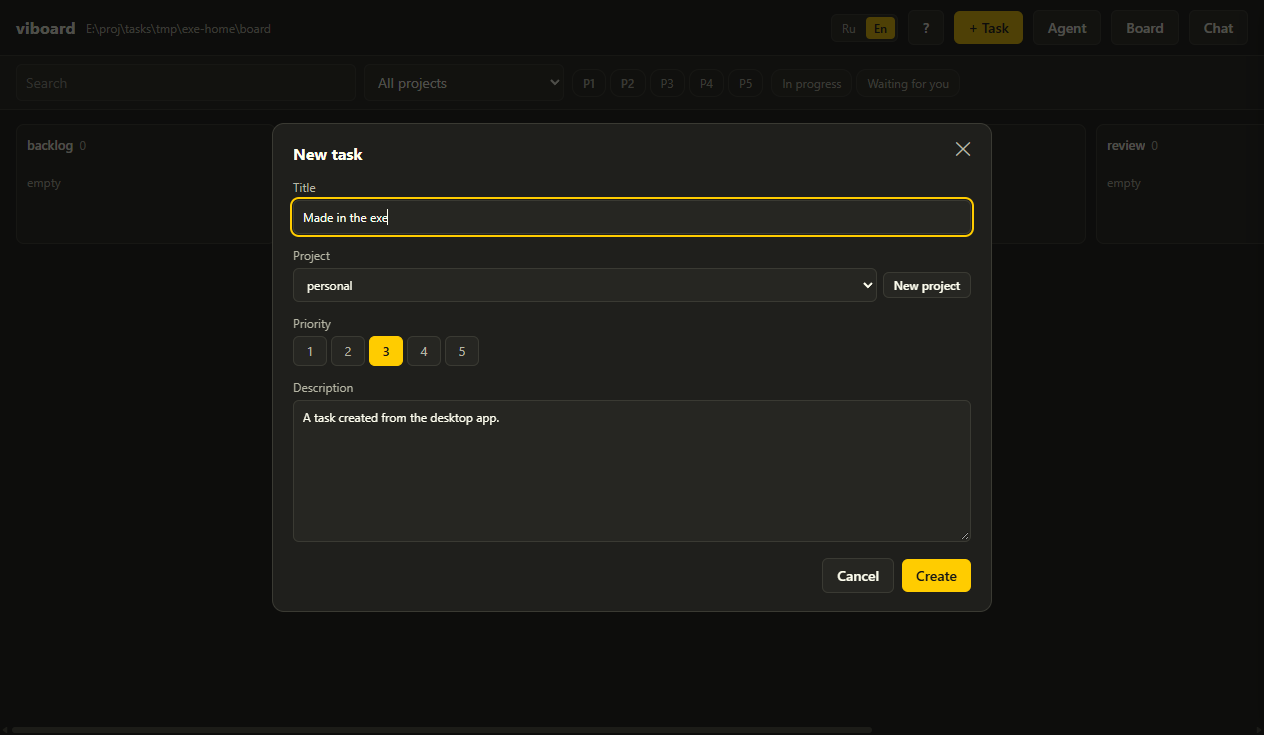 viboard E:\proj\tasks\tmp\exe-home\board Ru En ? + Task Agent Board Chat
Search All projects P1 P2 P3 P4 P5 In progress Waiting for you
backlog 0
empty
review 0
empty
New task
Title
Made in the exe
Project
personal New project
Priority
1 2 3 4 5
Description
A task created from the desktop app.
Cancel Create